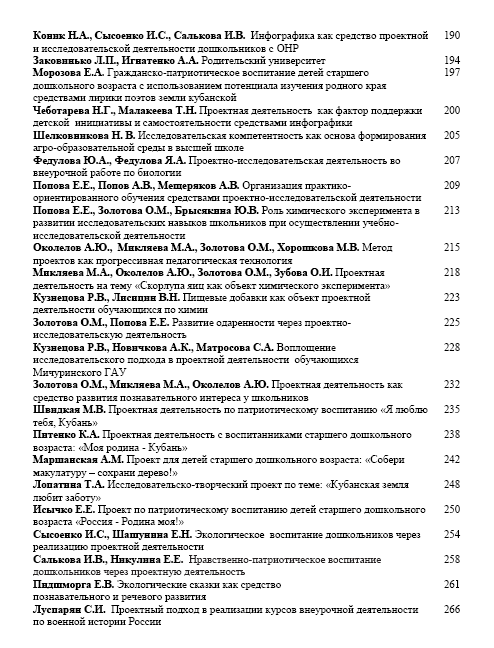 Коник Н.А., Сысоенко И.С., Салькова И.В. Инфографика как средство проектной 190
и исследовательской деятельности дошкольников с ОНР
Заковинько Л.П., Игнатенко А.А. Родительский университет 194
Морозова Е.А. Гражданско-патриотическое воспитание детей старшего 197
дошкольного возраста с использованием потенциала изучения родного края
средствами лирики поэтов земли кубанской
Чеботарева Н.Г., Малакеева Т.Н. Проектная деятельность как фактор поддержки 200
детской инициативы и самостоятельности средствами инфографики
Шелковникова Н. В. Исследовательская компетентность как основа формирования 205
агро-образовательной среды в высшей школе
Федулова Ю.А., Федулова Я.А. Проектно-исследовательская деятельность во 207
внеурочной работе по биологии
Попова Е.Е., Попов А.В., Мещеряков А.В. Организация практико- 209
ориентированного обучения средствами проектно-исследовательской деятельности
Попова Е.Е., Золотова О.М., Брысякина Ю.В. Роль химического эксперимента в 213
развитии исследовательских навыков школьников при осуществлении учебно-
исследовательской деятельности
Околелов А.Ю., Микляева М.А., Золотова О.М., Хорошкова М.В. Метод 215
проектов как прогрессивная педагогическая технология
Микляева М.А., Околелов А.Ю., Золотова О.М., Зубова О.И. Проектная 218
деятельность на тему «Скорлупа яиц как объект химического эксперимента»
Кузнецова Р.В., Лисицин В.Н. Пищевые добавки как объект проектной 223
деятельности обучающихся по химии
Золотова О.М., Попова Е.Е. Развитие одаренности через проектно- 225
исследовательскую деятельность
Кузнецова Р.В., Новичкова А.К., Матросова С.А. Воплощение 228
исследовательского подхода в проектной деятельности обучающихся
Мичуринского ГАУ
Золотова О.М., Микляева М.А., Околелов А.Ю. Проектная деятельность как 232
средство развития познавательного интереса у школьников
Швидкая М.В. Проектная деятельность по патриотическому воспитанию «Я люблю 235
тебя, Кубань»
Питенко К.А. Проектная деятельность с воспитанниками старшего дошкольного 238
возраста: «Моя родина - Кубань»
Маршанская А.М. Проект для детей старшего дошкольного возраста: «Собери 242
макулатуру – сохрани дерево!»
Лопатина Т.А. Исследовательско-творческий проект по теме: «Кубанская земля 248
любит заботу»
Исычко Е.Е. Проект по патриотическому воспитанию детей старшего дошкольного 250
возраста «Россия - Родина моя!»
Сысоенко И.С., Шашунина Е.Н. Экологическое воспитание дошкольников через 254
реализацию проектной деятельности
Салькова И.В., Никулина Е.Е. Нравственно-патриотическое воспитание 258
дошкольников через проектную деятельность
Пидшморга Е.В. Экологические сказки как средство 261
познавательного и речевого развития
Луспарян С.И. Проектный подход в реализации курсов внеурочной деятельности 266
по военной истории России